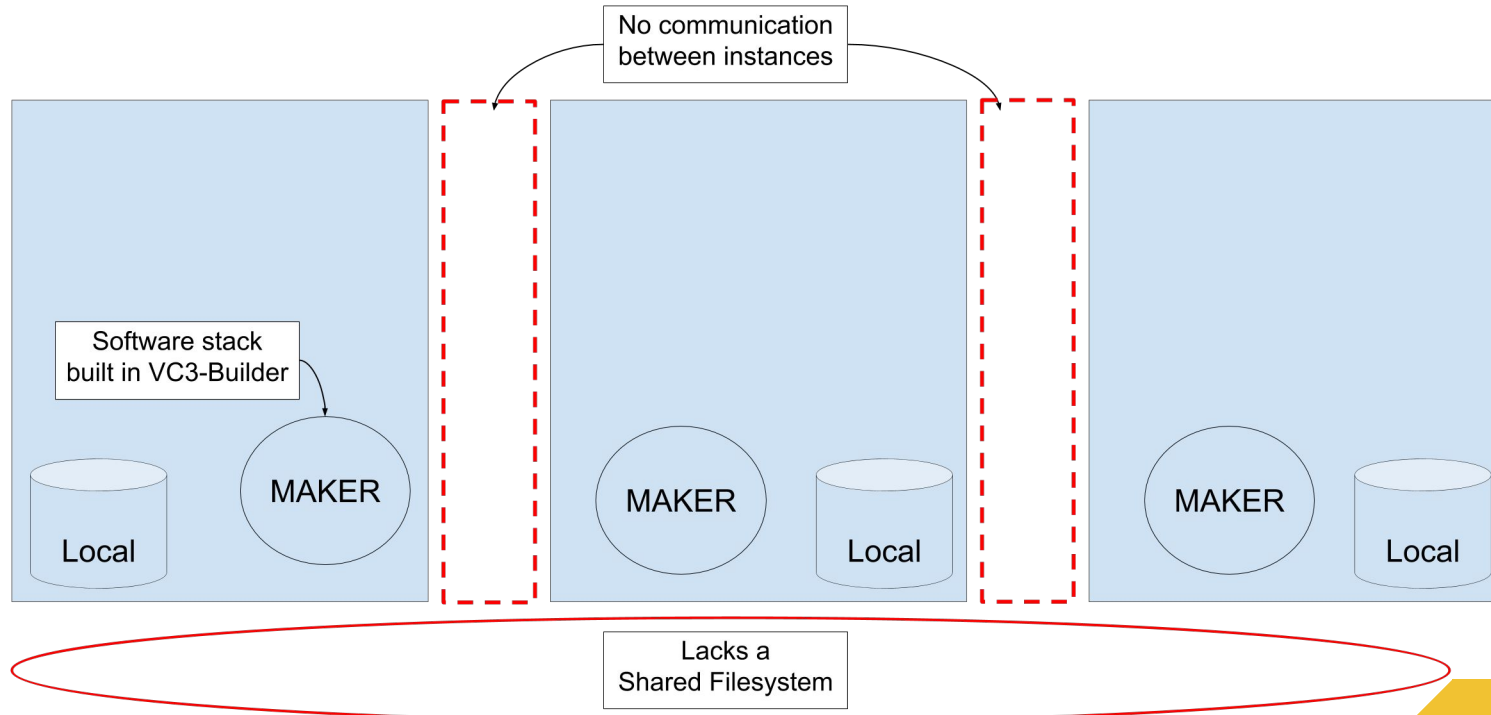 No communication
between instances
Software stack
built in VC3-Builder
MAKER
Local
MAKER
Local
MAKER
Local
Lacks a
Shared Filesystem